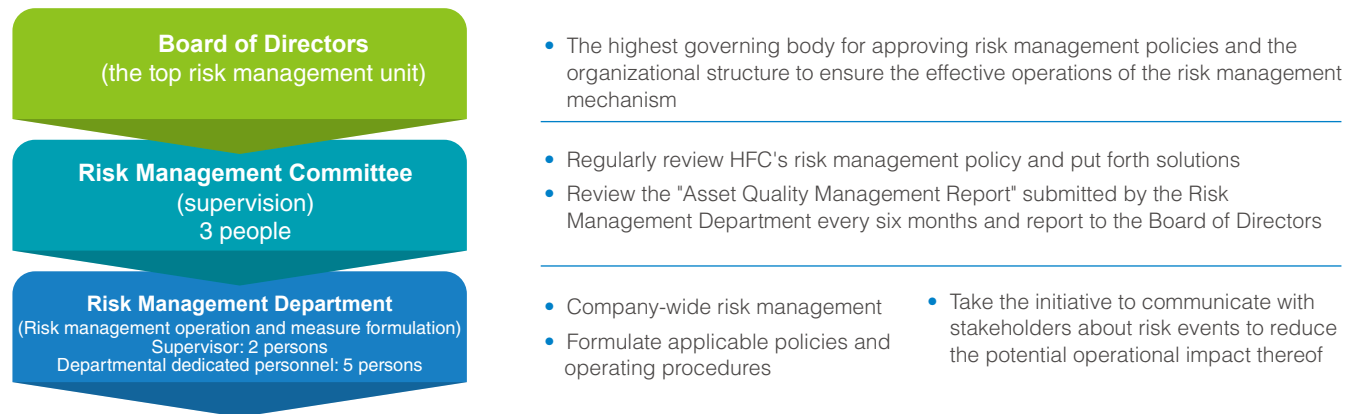 Board of Directors
(the top risk management unit)
• The highest governing body for approving risk management policies and the
organizational structure to ensure the effective operations of the risk management
mechanism
Risk Management Committee
(supervision)
3 people
• Regularly review HFC's risk management policy and put forth solutions
• Review the "Asset Quality Management Report" submitted by the Risk
Management Department every six months and report to the Board of Directors
Risk Management Department
(Risk management operation and measure formulation)
Supervisor: 2 persons
Departmental dedicated personnel: 5 persons
• Company-wide risk management
• Formulate applicable policies and
operating procedures
• Take the initiative to communicate with
stakeholders about risk events to reduce
the potential operational impact thereof